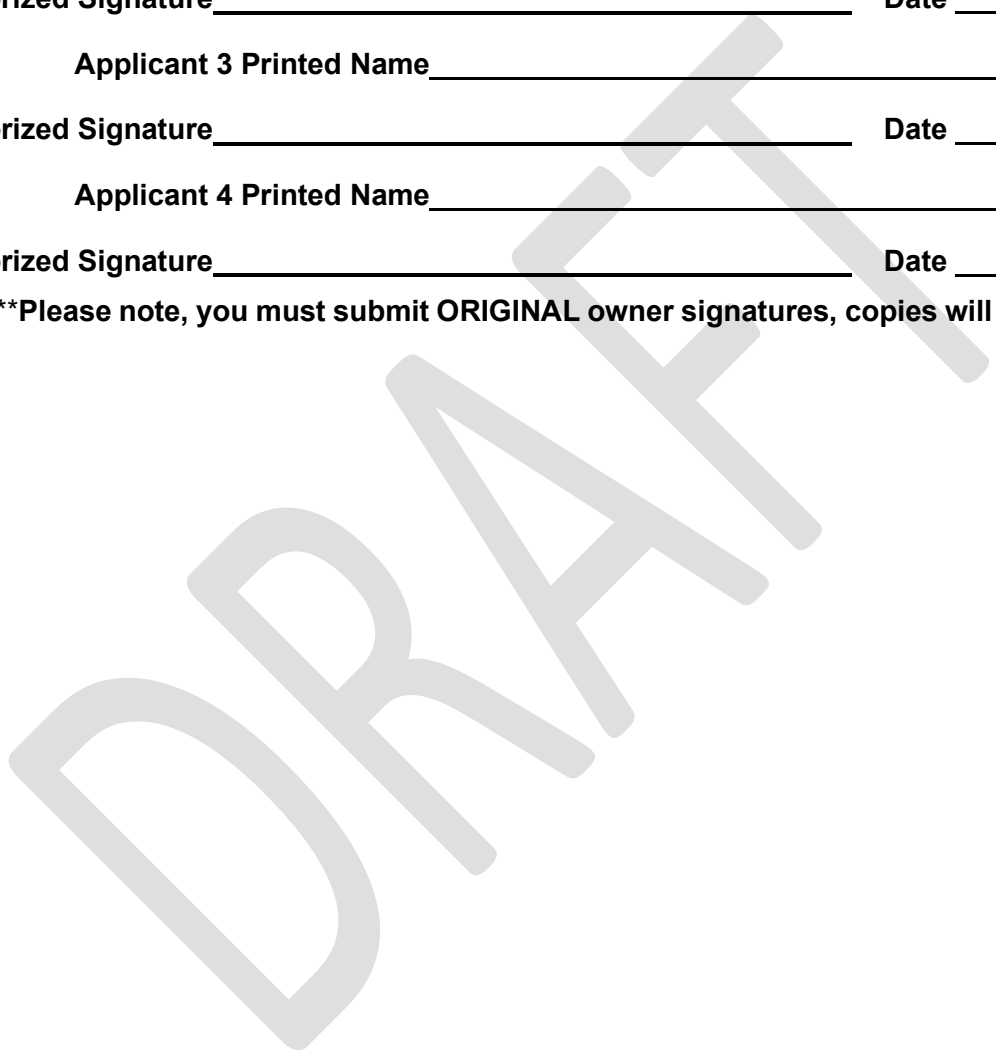 rized Signature Date
Applicant 3 Printed Name
rized Signature Date
Applicant 4 Printed Name
rized Signature Date
**Please note, you must submit ORIGINAL owner signatures, copies will
DRAFT